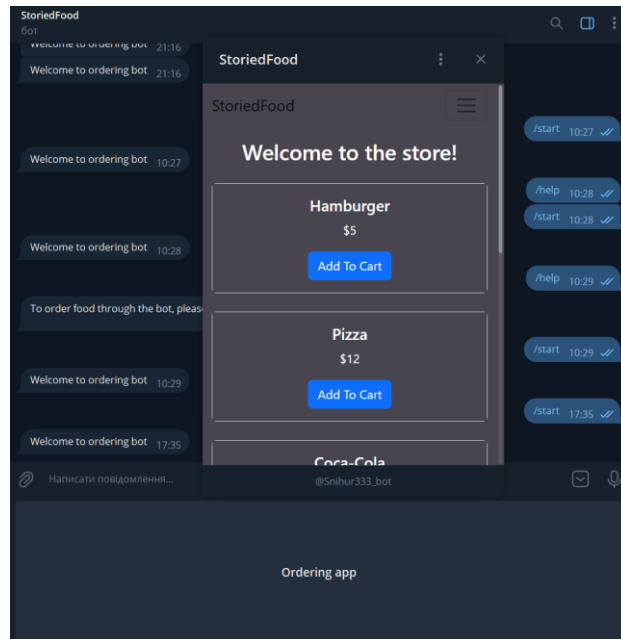 StoriedFood
бот
Welcome to ordering bot 21:16
Welcome to ordering bot 21:16
/start 10:27
Welcome to ordering bot 10:27
/help 10:28
/start 10:28
Welcome to ordering bot 10:28
/help 10:29
To order food through the bot, pleas
/start 10:29
Welcome to ordering bot 10:29
/start 17:35
Welcome to ordering bot 17:35
StoriedFood
StoriedFood
Welcome to the store!
Hamburger
$5
Add To Cart
Pizza
$12
Add To Cart
Coca-Cola
@Snihur333_bot
Написати повідомлення...
Ordering app